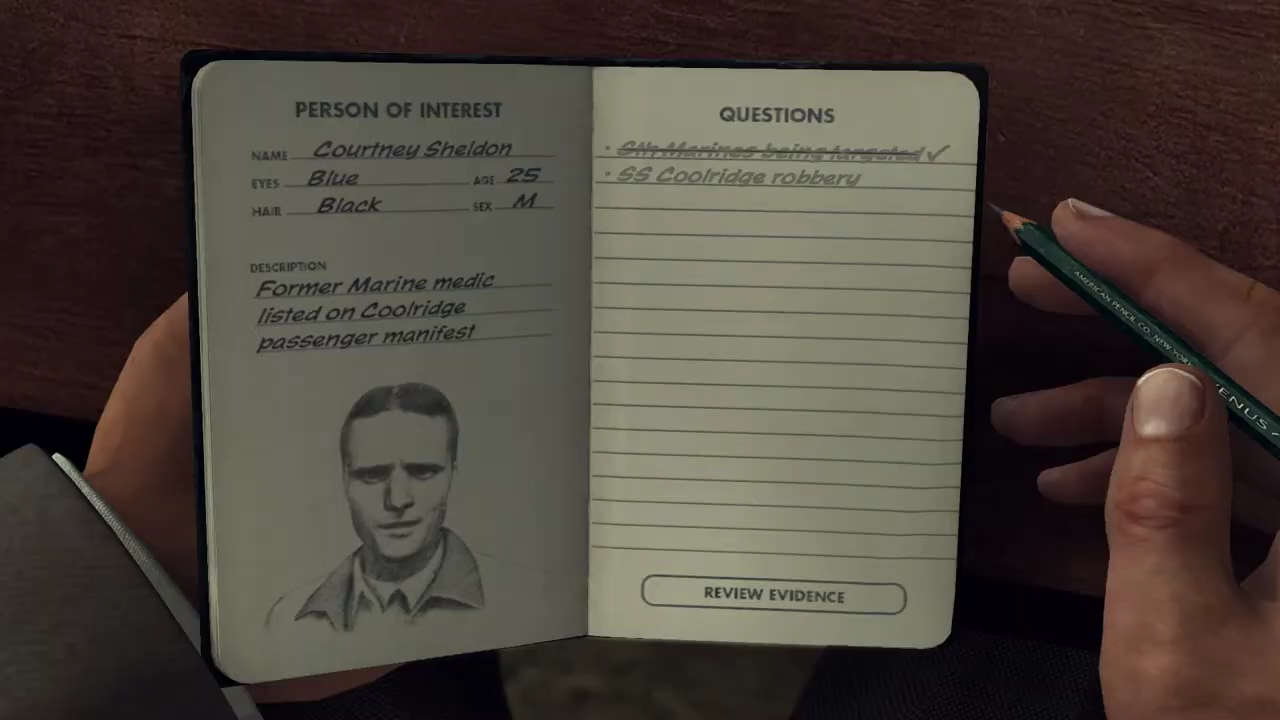 PERSON OF INTEREST
NAME Courtney Sheldon
EYES Blue AGE 25
HAIR Black SEX M
DESCRIPTION
Former Marine medic
listed on Coolridge
passenger manifest
QUESTIONS
· 6th Marines being targeted ✓
· SS Coolridge robbery
REVIEW EVIDENCE
AMERICAN PENCIL CO. NEW YORK
VENUS